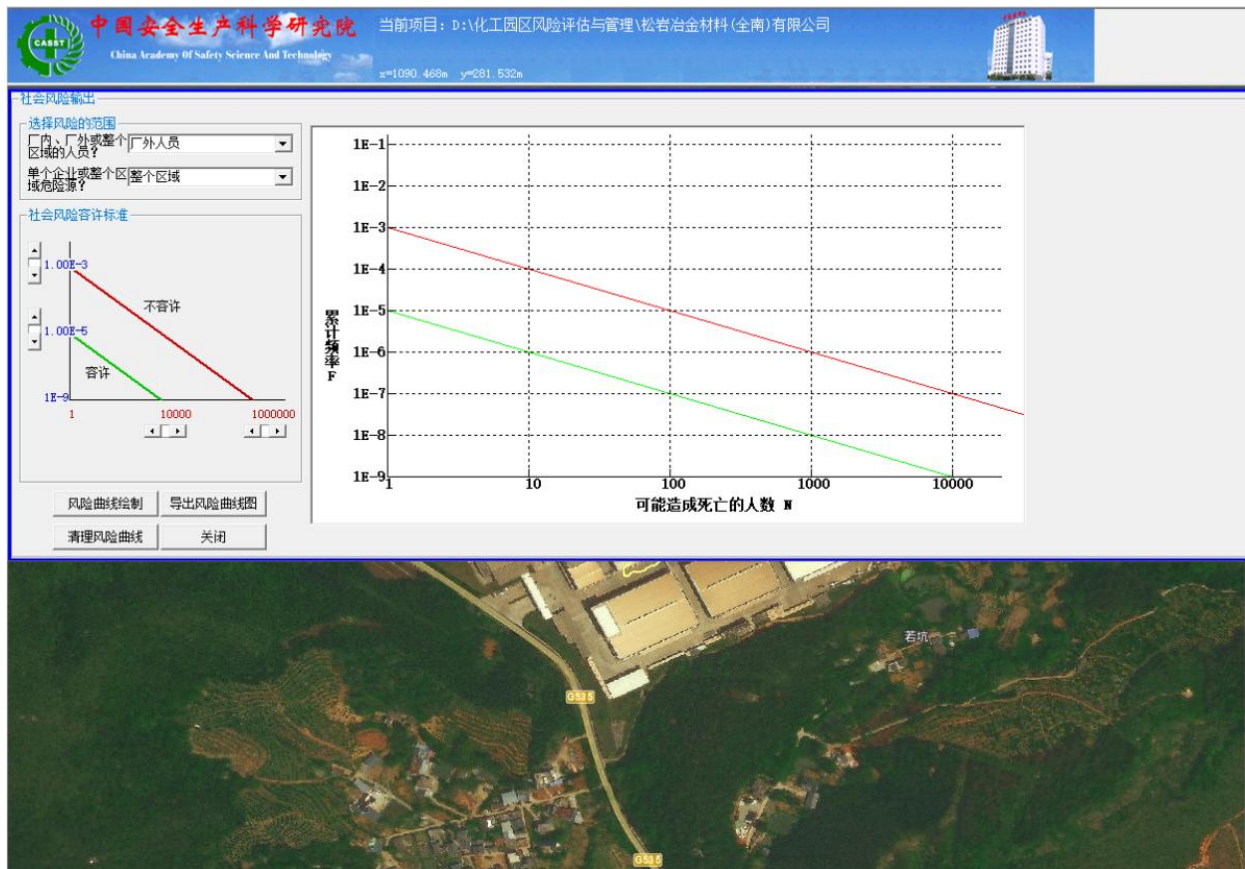 CASST
中国安全生产科学研究院
China Academy Of Safety Science And Technology
当前项目: D:\化工园区风险评估与管理\松岩冶金材料(全南)有限公司
x=1090.468m y=281.532m
社会风险输出
选择风险的范围
厂内、厂外或整个
区域的人员?
厂外人员
单个企业或整个区
域危险源?
整个区域
社会风险容许标准
1.00E-3
不容许
1.00E-5
容许
1E-9
1
10000
1000000
风险曲线绘制
导出风险曲线图
清理风险曲线
关闭
1E-1
1E-2
1E-3
1E-4
1E-5
1E-6
1E-7
1E-8
1E-9
累计频率 F
1
10
100
1000
10000
可能造成死亡的人数 N
若坑
G535
G535